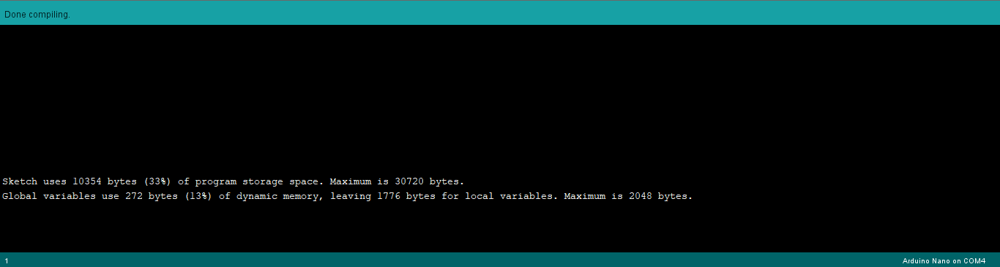 Done compiling.
Sketch uses 10354 bytes (33%) of program storage space. Maximum is 30720 bytes.
Global variables use 272 bytes (13%) of dynamic memory, leaving 1776 bytes for local variables. Maximum is 2048 bytes.
1 Arduino Nano on COM4